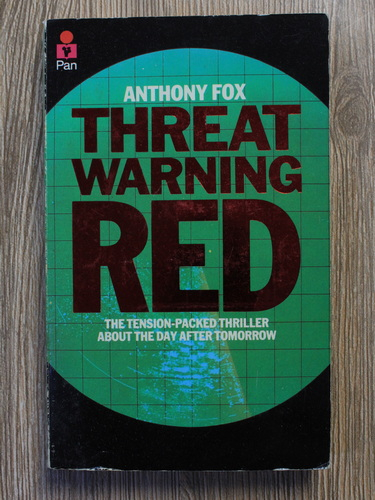 Pan
ANTHONY FOX
THREAT
WARNING
RED
THE TENSION-PACKED THRILLER
ABOUT THE DAY AFTER TOMORROW